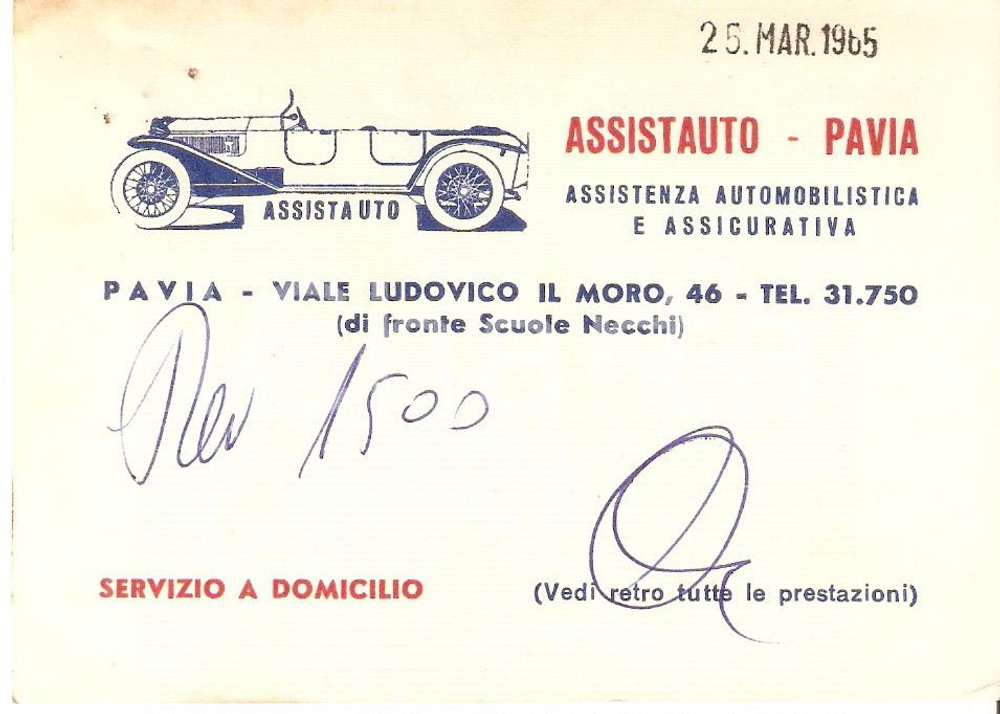 25. MAR. 1965
ASSISTAUTO
ASSISTAUTO - PAVIA
ASSISTENZA AUTOMOBILISTICA
E ASSICURATIVA
PAVIA - VIALE LUDOVICO IL MORO, 46 - TEL. 31.750
(di fronte Scuole Necchi)
1500
SERVIZIO A DOMICILIO
(Vedi retro tutte le prestazioni)